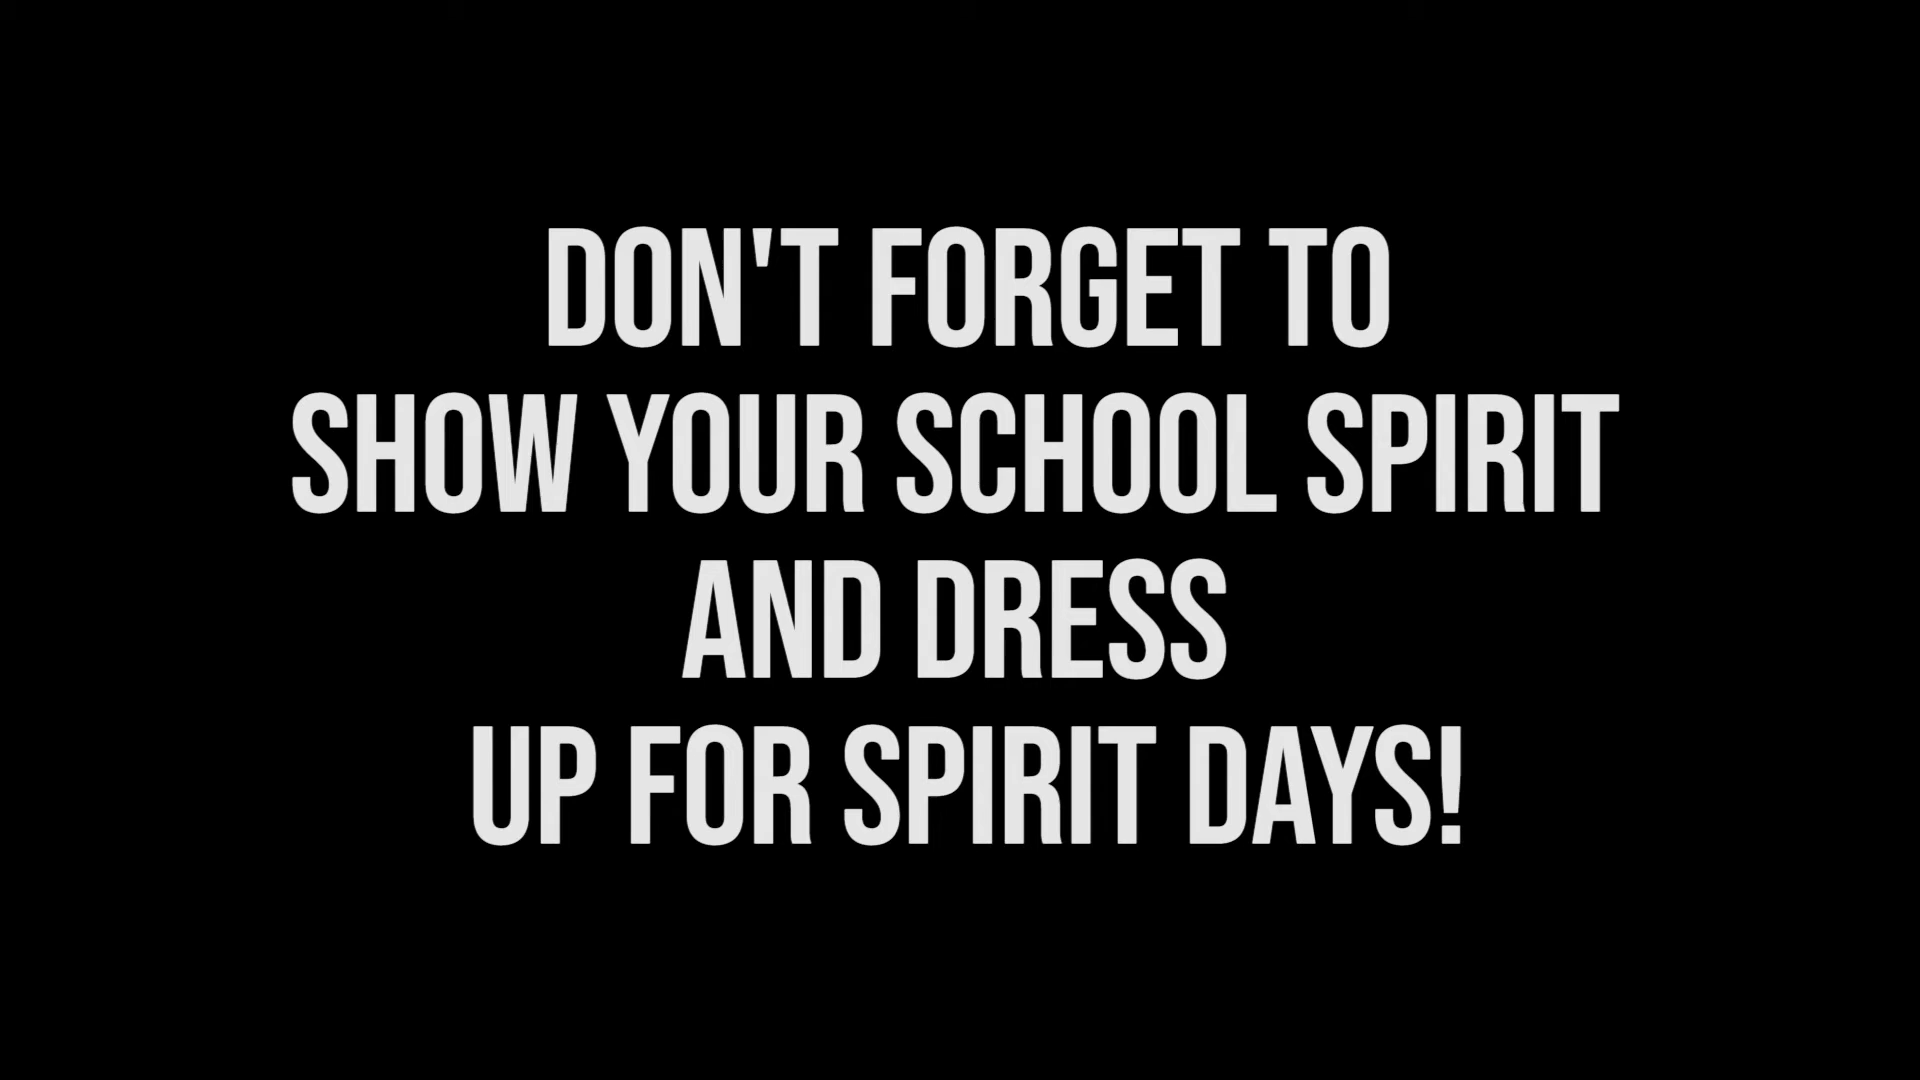 DON'T FORGET TO
SHOW YOUR SCHOOL SPIRIT
AND DRESS
UP FOR SPIRIT DAYS!